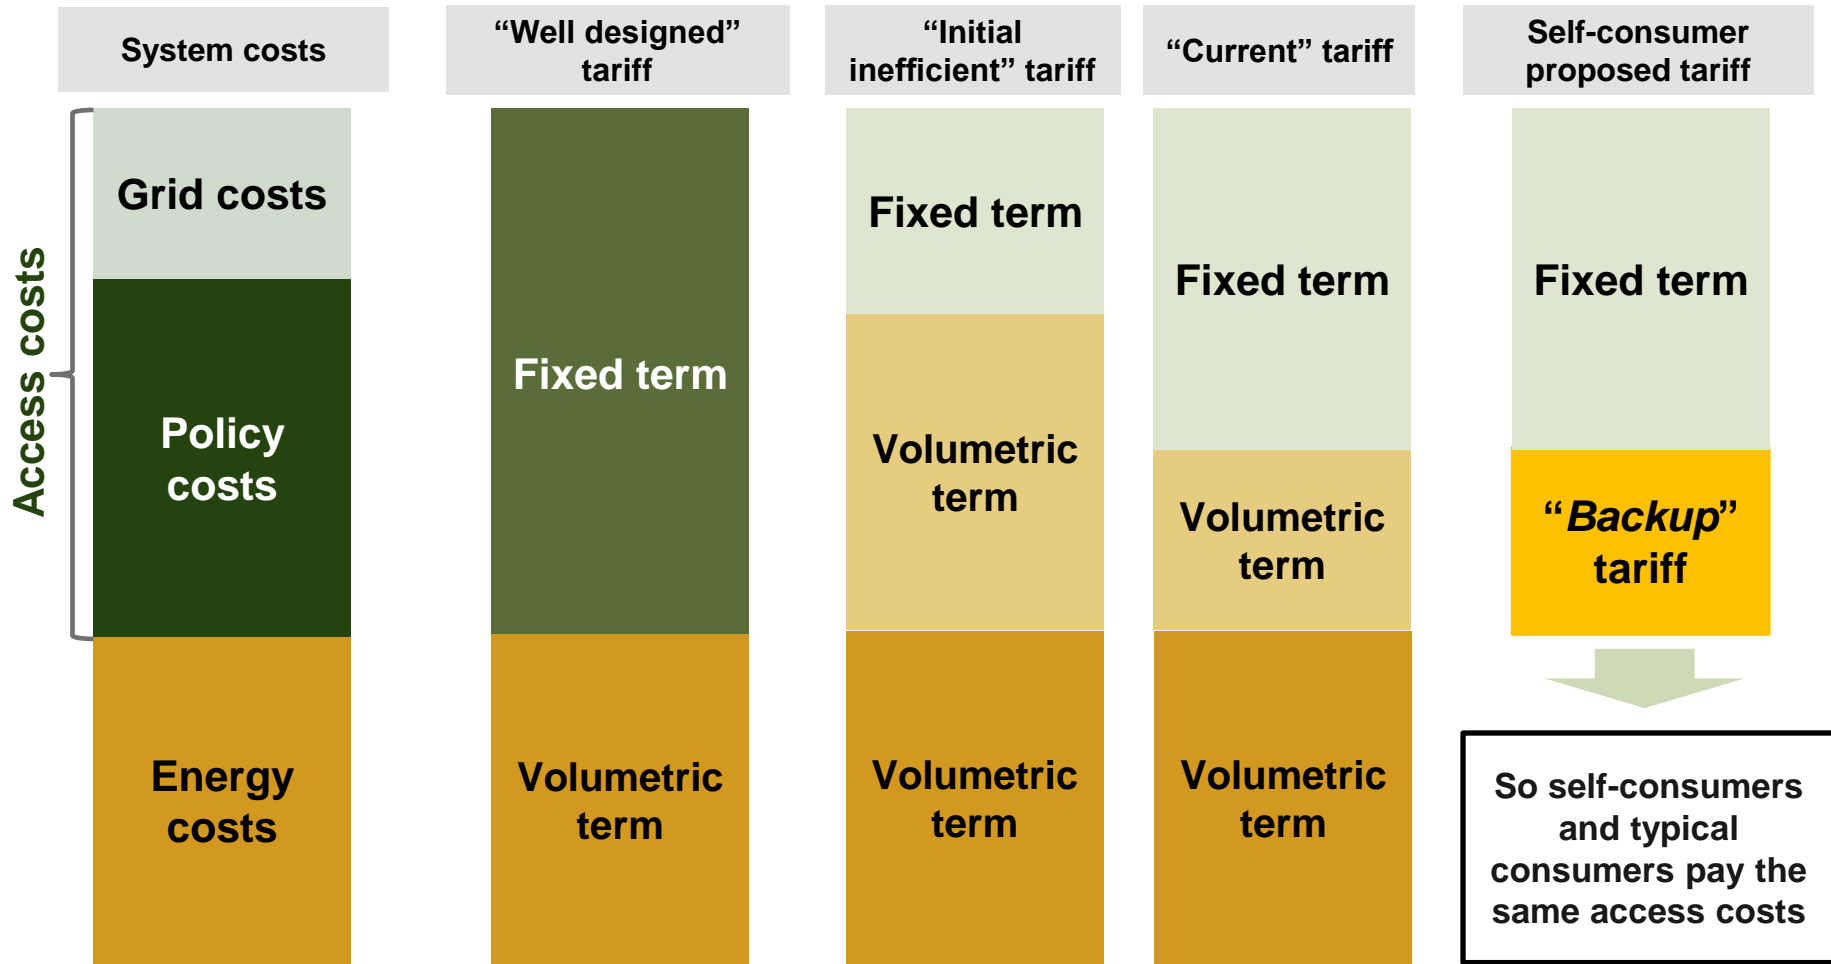 System costs
“Well designed”
tariff
“Initial
inefficient” tariff
“Current” tariff
Self-consumer
proposed tariff
Access costs
Grid costs
Policy
costs
Energy
costs
Fixed term
Volumetric
term
Fixed term
Volumetric
term
Volumetric
term
Fixed term
Volumetric
term
Volumetric
term
Fixed term
“Backup”
tariff
So self-consumers
and typical
consumers pay the
same access costs